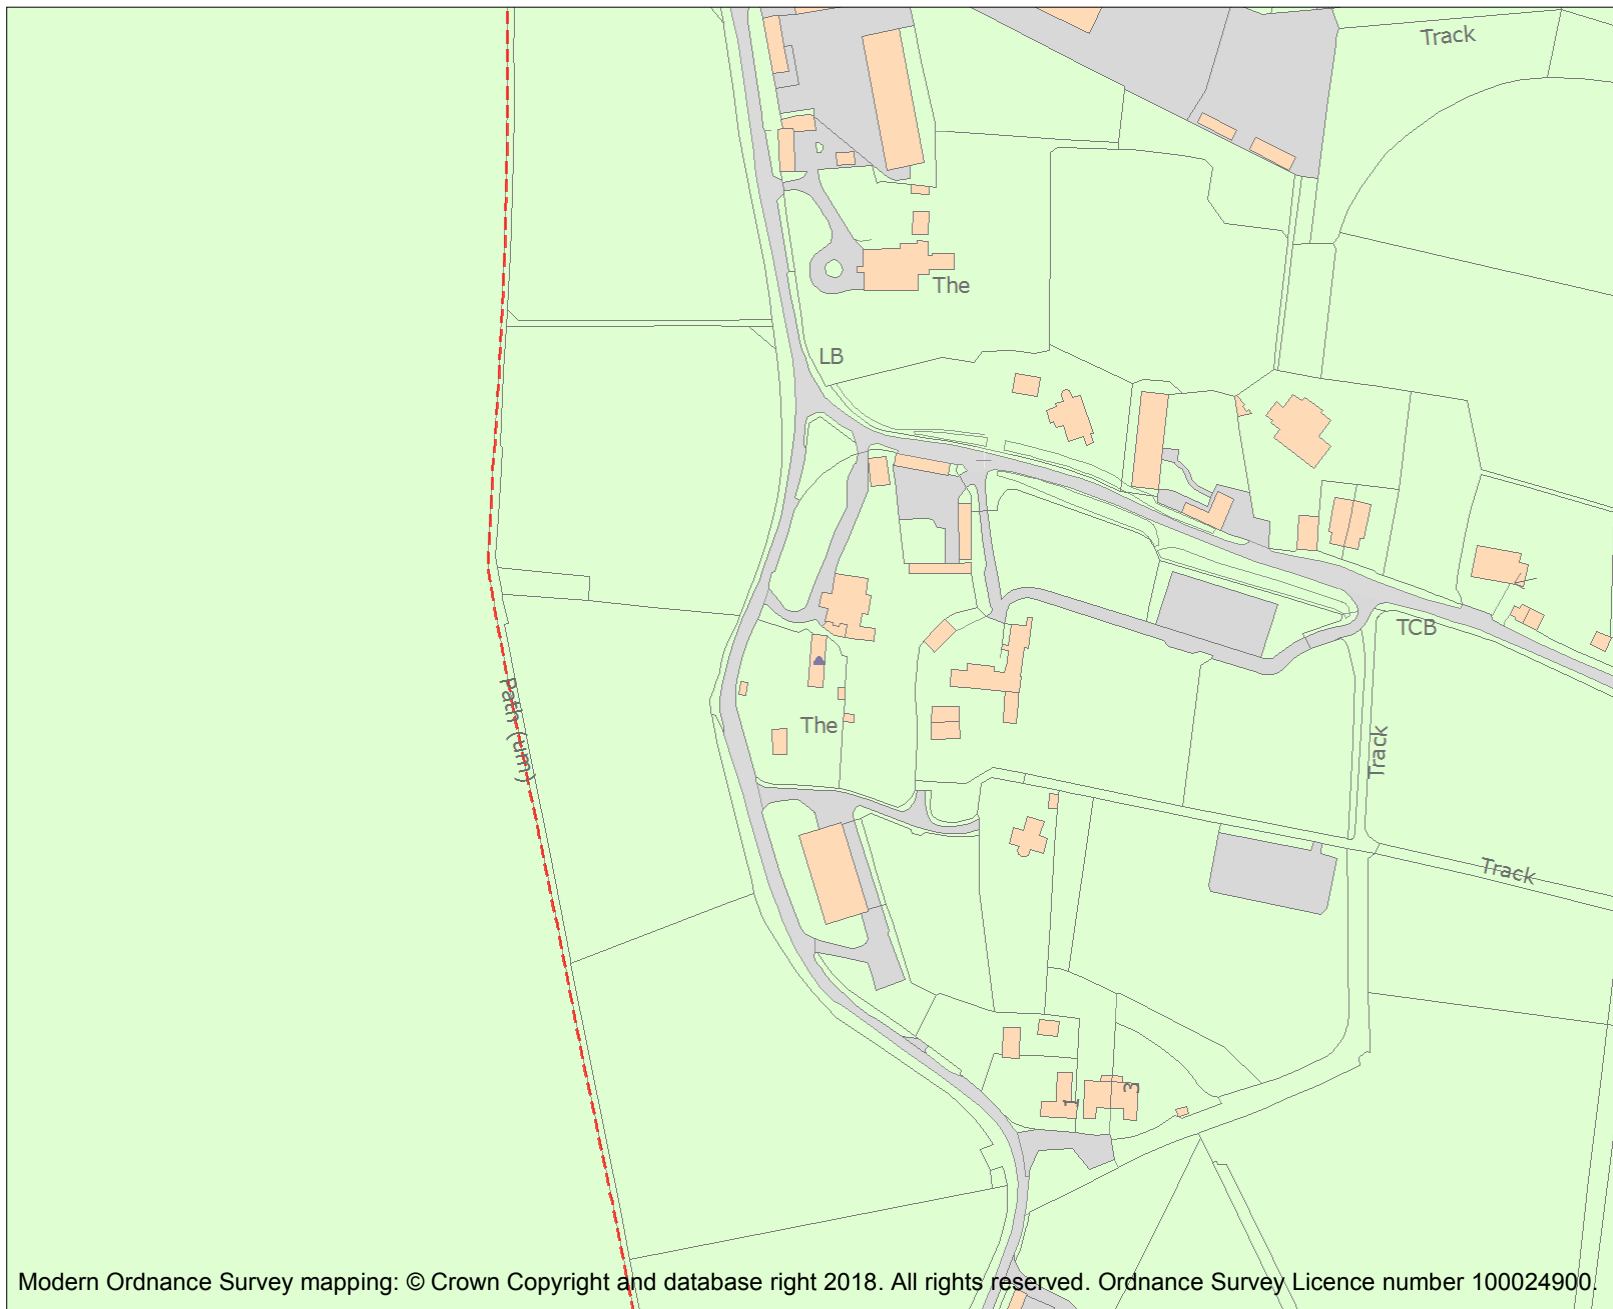 Track
The
LB
TCB
Path (um)
The
Track
Track
1
3
Modern Ordnance Survey mapping: © Crown Copyright and database right 2018. All rights reserved. Ordnance Survey Licence number 100024900.